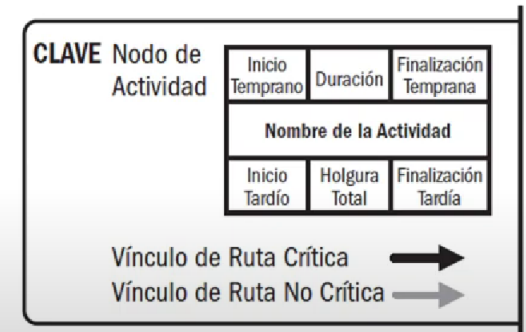 CLAVE Nodo de
Actividad
Inicio
Temprano
Duración
Finalización
Temprana
Nombre de la Actividad
Inicio
Tardío
Holgura
Total
Finalización
Tardía
Vínculo de Ruta Crítica
Vínculo de Ruta No Crítica